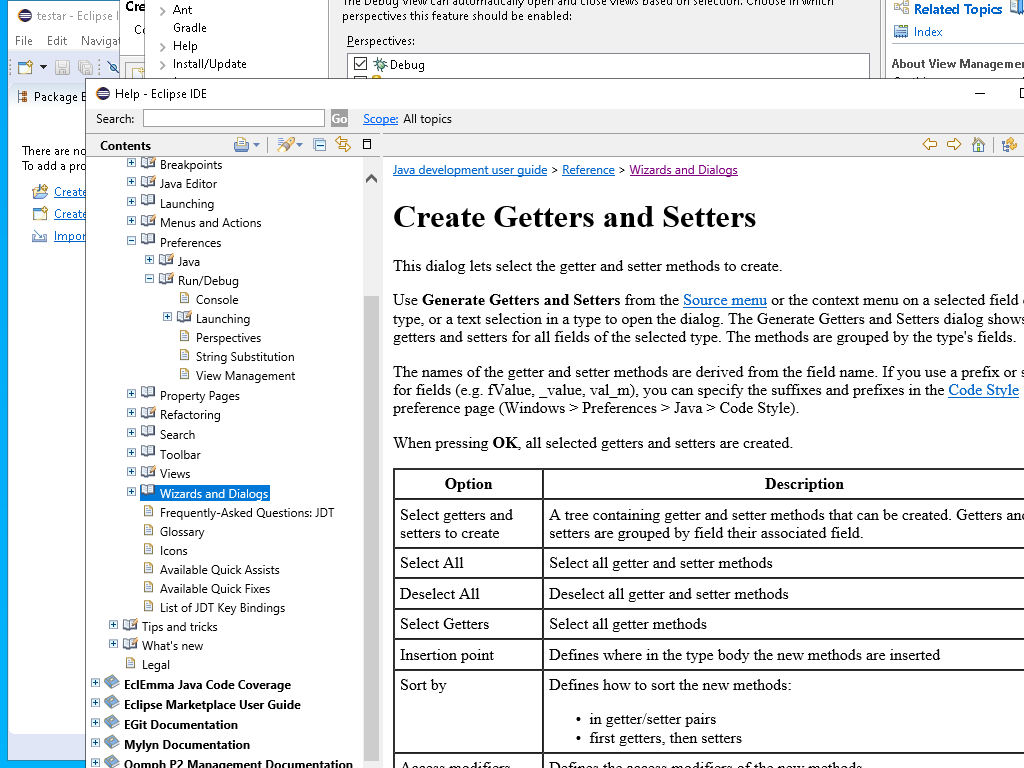 testar - Eclipse I
File Edit Navigat
Package E
There are no
To add a pro
Create
Create
Impor
Cre
Ant
Gradle
Help
Install/Update
The Debug View can automatically open and close views based on selection. Choose in which
perspectives this feature should be enabled:
Perspectives:
Debug
Related Topics
Index
About View Managemen
Help - Eclipse IDE
Search:
Go
Scope: All topics
Contents
Breakpoints
Java Editor
Launching
Menus and Actions
Preferences
Java
Run/Debug
Console
Launching
Perspectives
String Substitution
View Management
Property Pages
Refactoring
Search
Toolbar
Views
Wizards and Dialogs
Frequently-Asked Questions: JDT
Glossary
Icons
Available Quick Assists
Available Quick Fixes
List of JDT Key Bindings
Tips and tricks
What's new
Legal
EclEmma Java Code Coverage
Eclipse Marketplace User Guide
EGit Documentation
Mylyn Documentation
Oomph P2 Management Documentation
Java development user guide > Reference > Wizards and Dialogs
Create Getters and Setters
This dialog lets select the getter and setter methods to create.
Use Generate Getters and Setters from the Source menu or the context menu on a selected field
type, or a text selection in a type to open the dialog. The Generate Getters and Setters dialog shows
getters and setters for all fields of the selected type. The methods are grouped by the type's fields.
The names of the getter and setter methods are derived from the field name. If you use a prefix or s
for fields (e.g. fValue, _value, val_m), you can specify the suffixes and prefixes in the Code Style
preference page (Windows > Preferences > Java > Code Style).
When pressing OK, all selected getters and setters are created.
Option Description
Select getters and setters to create A tree containing getter and setter methods that can be created. Getters and
setters are grouped by field their associated field.
Select All Select all getter and setter methods
Deselect All Deselect all getter and setter methods
Select Getters Select all getter methods
Insertion point Defines where in the type body the new methods are inserted
Sort by Defines how to sort the new methods:
• in getter/setter pairs
• first getters, then setters
Access modifiers Defines the access modifiers of the new methods